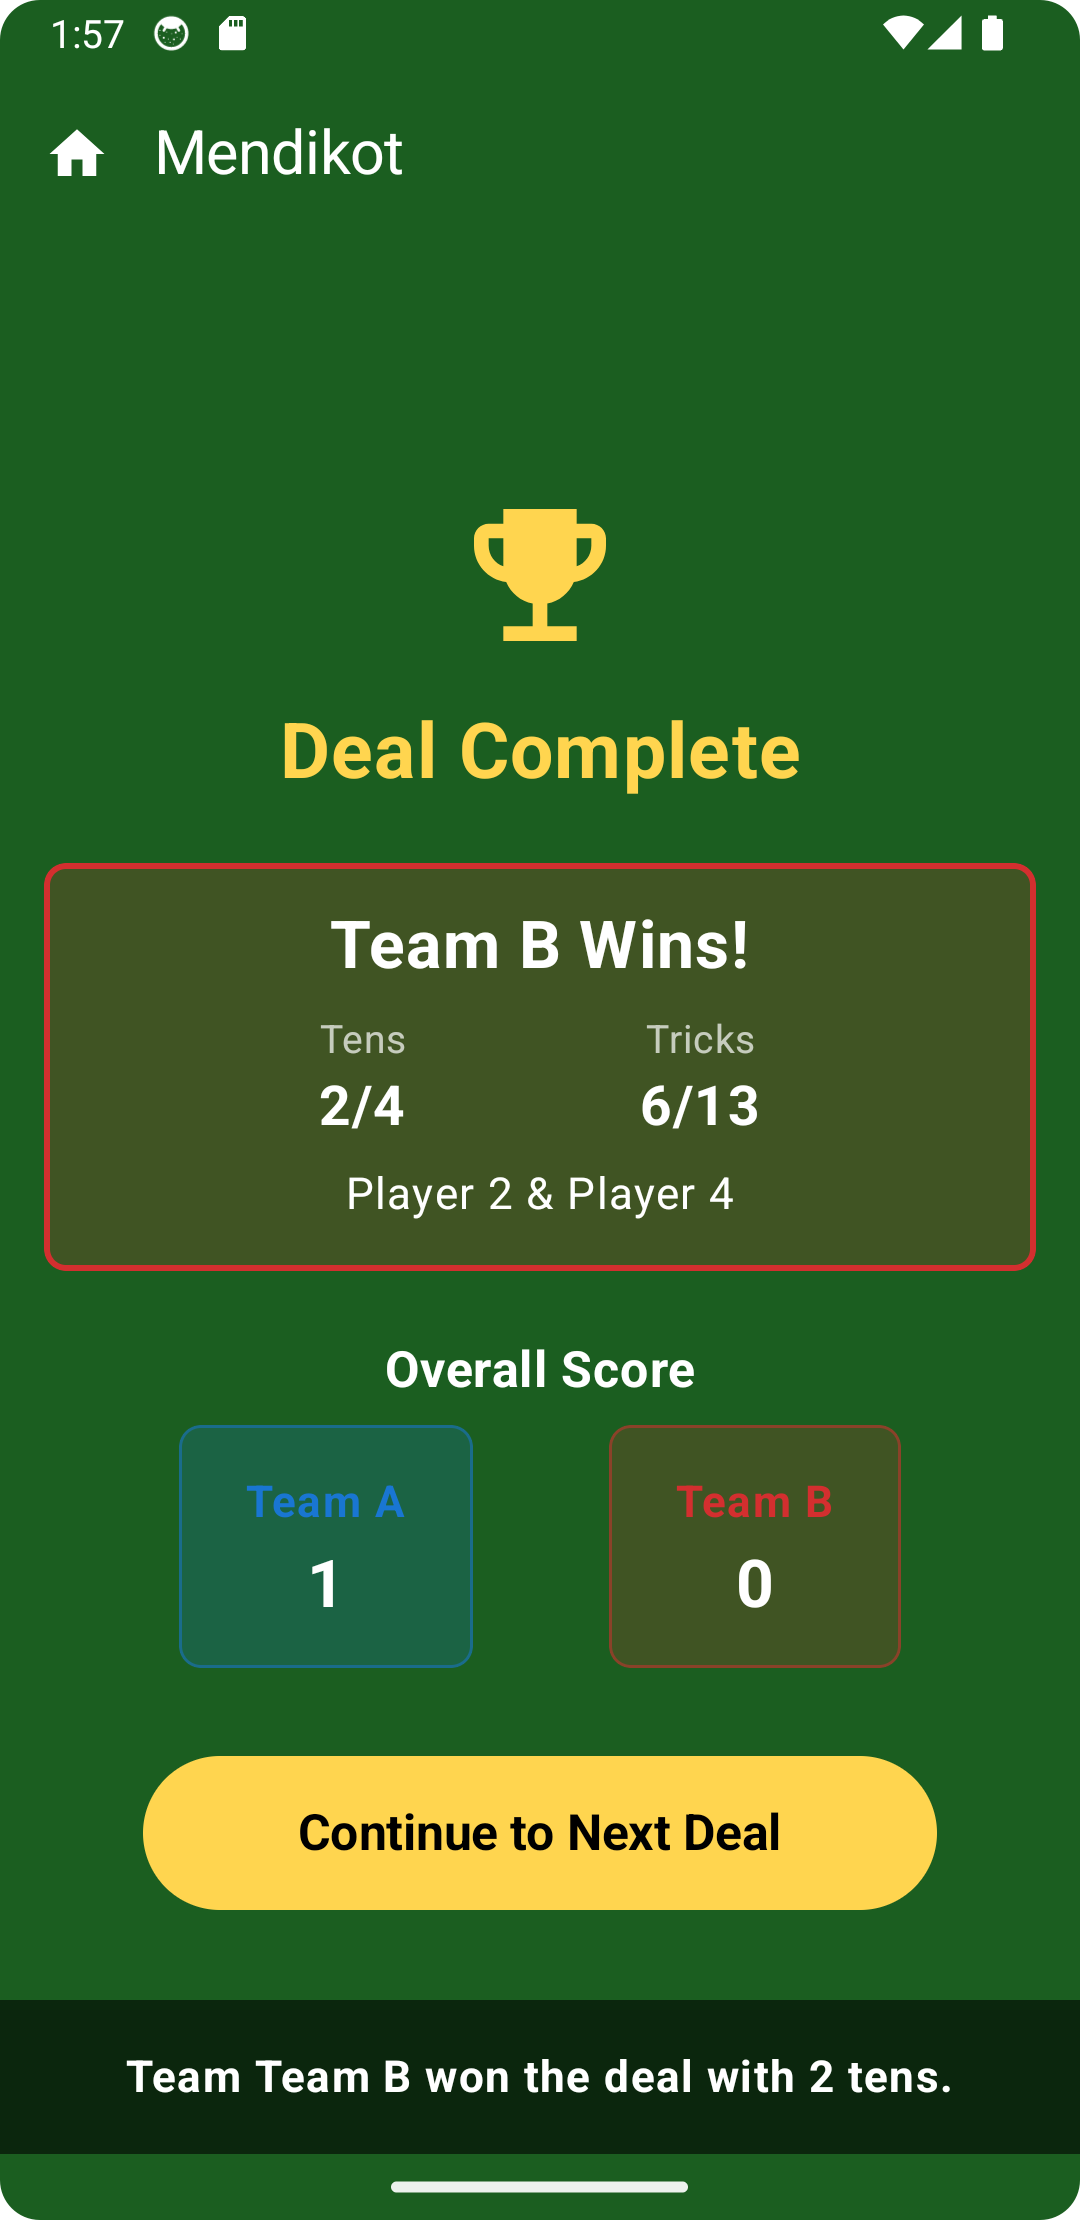 1:57
Mendikot
Deal Complete
Team B Wins!
Tens Tricks
2/4 6/13
Player 2 & Player 4
Overall Score
Team A Team B
1 0
Continue to Next Deal
Team Team B won the deal with 2 tens.